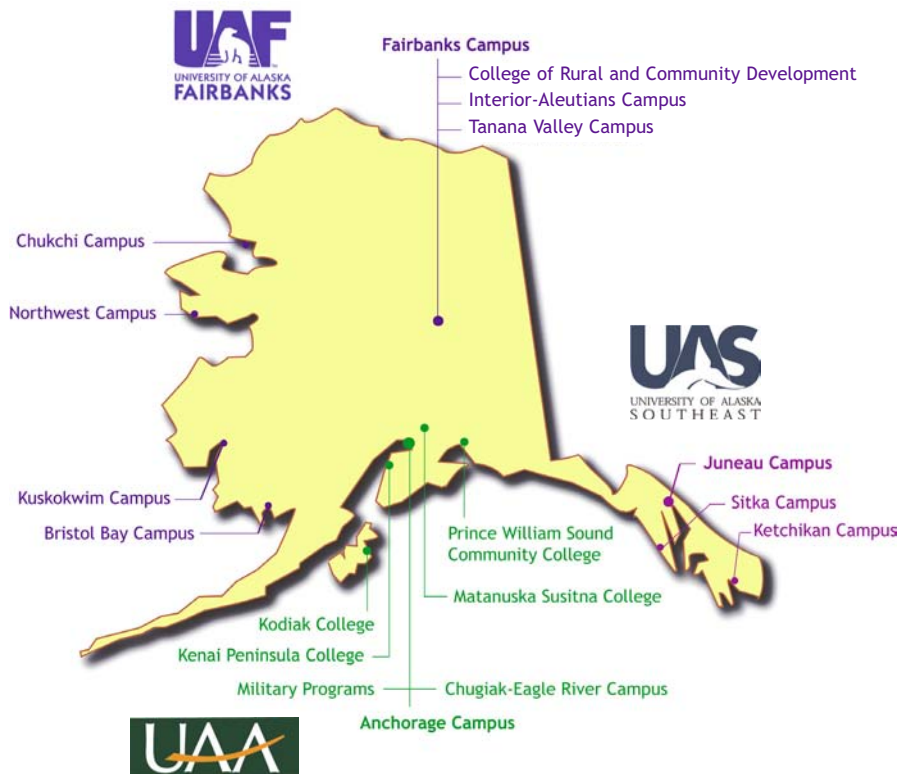 UAF
UNIVERSITY OF ALASKA
FAIRBANKS
Fairbanks Campus
College of Rural and Community Development
Interior-Aleutians Campus
Tanana Valley Campus
Chukchi Campus
Northwest Campus
UAS
UNIVERSITY OF ALASKA
SOUTHEAST
Juneau Campus
Sitka Campus
Ketchikan Campus
Kuskokwim Campus
Bristol Bay Campus
Prince William Sound
Community College
Matanuska Susitna College
Kodiak College
Kenai Peninsula College
Military Programs
Chugiak-Eagle River Campus
Anchorage Campus
UAA